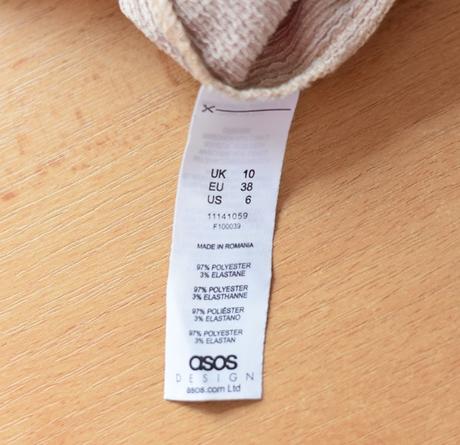 UK 10
EU 38
US 6
11141059
F100039
MADE IN ROMANIA
97% POLYESTER
3% ELASTANE
97% POLYESTER
3% ELASTHANNE
97% POLIÉSTER
3% ELASTANO
97% POLYESTER
3% ELASTAN
asos
DESIGN
asos.com Ltd